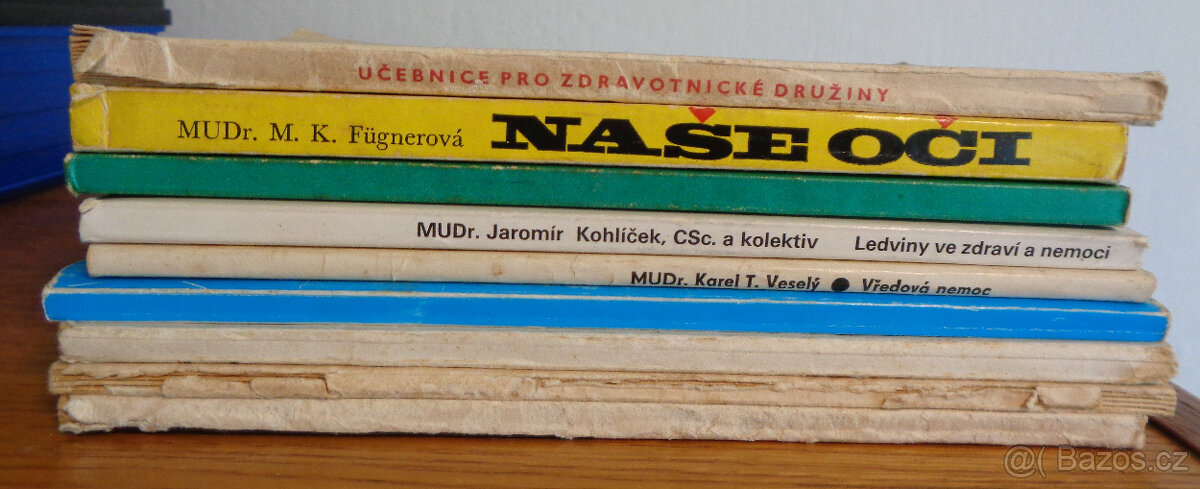 UČEBNICE PRO ZDRAVOTNICKÉ DRUŽINY
MUDr. M. K. Fügnerová NAŠE OČI
MUDr. Jaromír Kohlíček, CSc. a kolektiv Ledviny ve zdraví a nemoci
MUDr. Karel T. Veselý ● Vředová nemoc
@( Bazos.cz